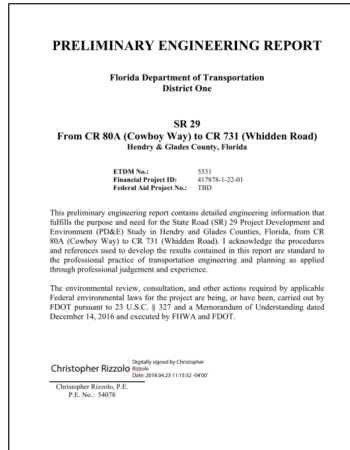 PRELIMINARY ENGINEERING REPORT
Florida Department of Transportation
District One
SR 29
From CR 80A (Cowboy Way) to CR 731 (Whidden Road)
Hendry & Glades County, Florida
ETDM No.: 5531
Financial Project ID: 417878-1-22-01
Federal Aid Project No.: TBD
This preliminary engineering report contains detailed engineering information that
fulfills the purpose and need for the State Road (SR) 29 Project Development and
Environment (PD&E) Study in Hendry and Glades Counties, Florida, from CR
80A (Cowboy Way) to CR 731 (Whidden Road). I acknowledge the procedures
and references used to develop the results contained in this report are standard to
the professional practice of transportation engineering and planning as applied
through professional judgement and experience.
The environmental review, consultation, and other actions required by applicable
Federal environmental laws for the project are being, or have been, carried out by
FDOT pursuant to 23 U.S.C. § 327 and a Memorandum of Understanding dated
December 14, 2016 and executed by FHWA and FDOT.
Christopher Rizzolo
Digitally signed by Christopher
Rizzolo
Date: 2018.04.23 11:15:32 -04'00'
Christopher Rizzolo, P.E.
P.E. No.: 54078